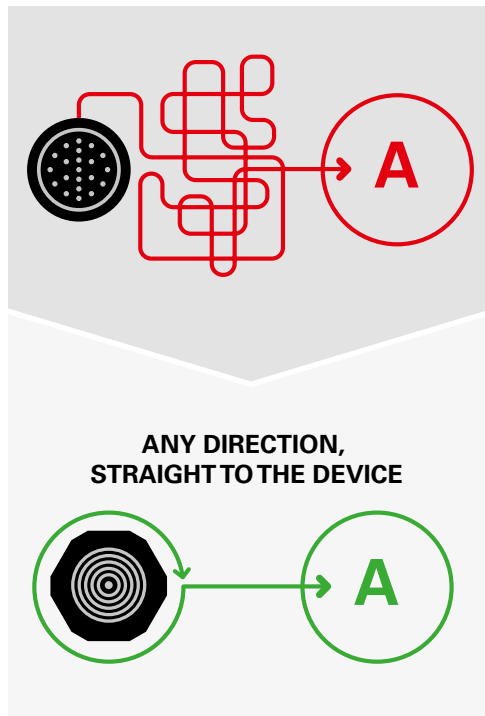 A
ANY DIRECTION,
STRAIGHT TO THE DEVICE
A